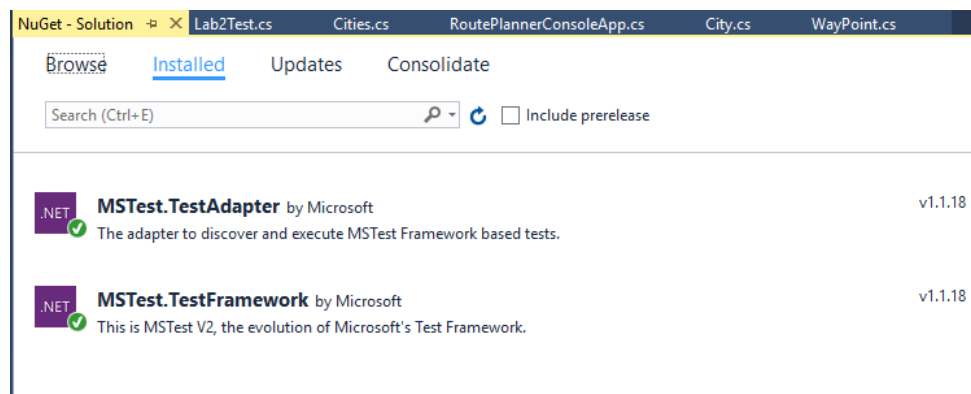 NuGet - Solution Lab2Test.cs Cities.cs RoutePlannerConsoleApp.cs City.cs WayPoint.cs
Browse Installed Updates Consolidate
Search (Ctrl+E) Include prerelease
.NET MSTest.TestAdapter by Microsoft v1.1.18
The adapter to discover and execute MSTest Framework based tests.
.NET MSTest.TestFramework by Microsoft v1.1.18
This is MSTest V2, the evolution of Microsoft's Test Framework.